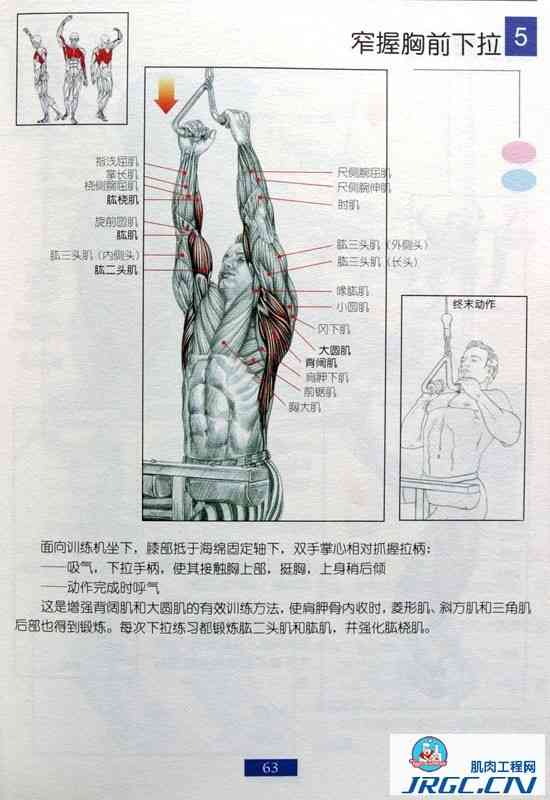 窄握胸前下拉 5
指浅屈肌
掌长肌
桡侧腕屈肌
肱桡肌
旋前圆肌
肱肌
肱三头肌（内侧头）
肱二头肌
尺侧腕屈肌
尺侧腕伸肌
肘肌
肱三头肌（外侧头）
肱三头肌（长头）
喙肱肌
小圆肌
冈下肌
大圆肌
背阔肌
肩胛下肌
前锯肌
胸大肌
终末动作
面向训练机坐下，膝部抵于海绵固定轴下，双手掌心相对抓握拉柄：
——吸气，下拉手柄，使其接触胸上部，挺胸，上身稍后倾
——动作完成时呼气
这是增强背阔肌和大圆肌的有效训练方法，使肩胛骨内收时，菱形肌、斜方肌和三角肌
后部也得到锻炼。每次下拉练习都锻炼肱二头肌和肱肌，并强化肱桡肌。
63
肌肉工程网
JRGC.CN